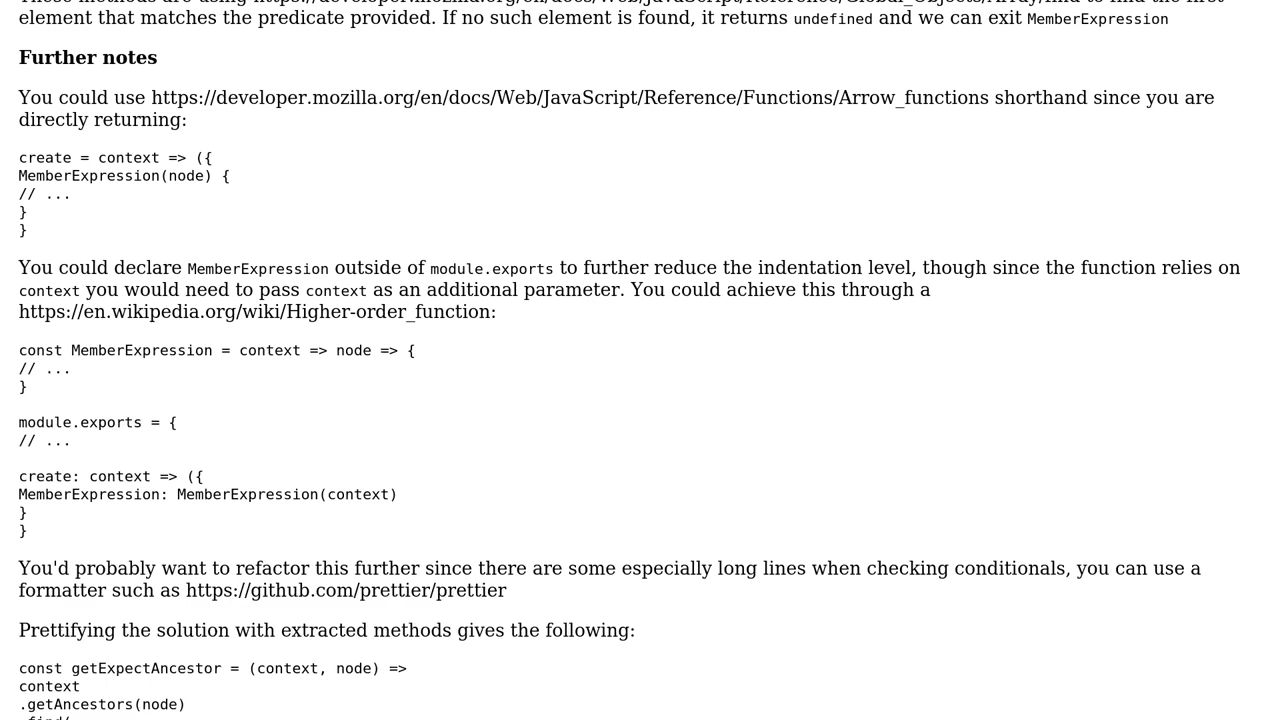 element that matches the predicate provided. If no such element is found, it returns undefined and we can exit MemberExpression
Further notes
You could use https://developer.mozilla.org/en/docs/Web/JavaScript/Reference/Functions/Arrow_functions shorthand since you are
directly returning:
create = context => ({
MemberExpression(node) {
// ...
}
}
You could declare MemberExpression outside of module.exports to further reduce the indentation level, though since the function relies on
context you would need to pass context as an additional parameter. You could achieve this through a
https://en.wikipedia.org/wiki/Higher-order_function:
const MemberExpression = context => node => {
// ...
}
module.exports = {
// ...
create: context => ({
MemberExpression: MemberExpression(context)
}
}
You'd probably want to refactor this further since there are some especially long lines when checking conditionals, you can use a
formatter such as https://github.com/prettier/prettier
Prettifying the solution with extracted methods gives the following:
const getExpectAncestor = (context, node) =>
context
.getAncestors(node)